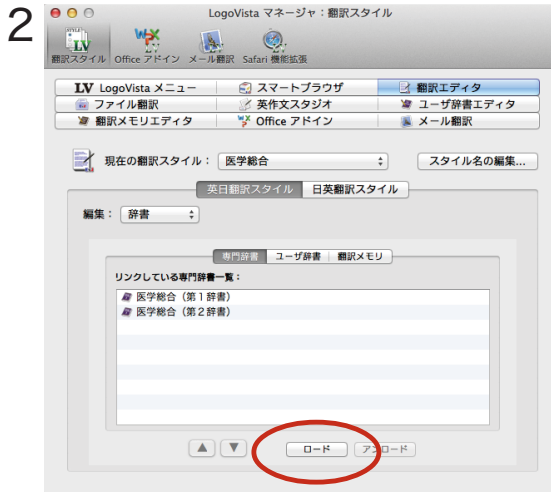 2
LogoVista マネージャ：翻訳スタイル
翻訳スタイル Office アドイン メール翻訳 Safari 機能拡張
LV LogoVista メニュー スマートブラウザ 翻訳エディタ
ファイル翻訳 英作文スタジオ ユーザ辞書エディタ
翻訳メモリエディタ Office アドイン メール翻訳
現在の翻訳スタイル： 医学総合 スタイル名の編集...
英日翻訳スタイル 日英翻訳スタイル
編集： 辞書
専門辞書 ユーザ辞書 翻訳メモリ
リンクしている専門辞書一覧：
医学総合（第１辞書）
医学総合（第２辞書）
ロード アンロード